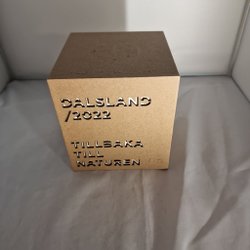 DALSLAND
/2022
TILLBAKA
TILL
NATUREN